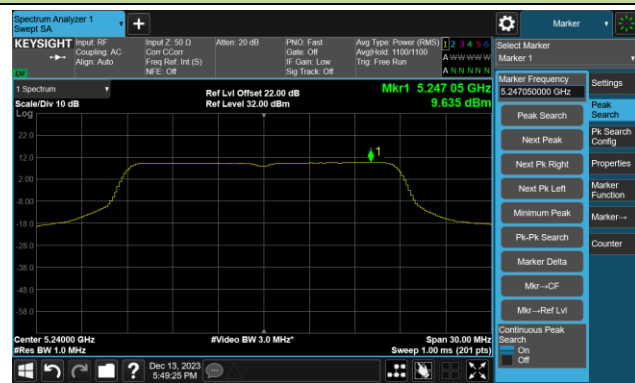 Spectrum Analyzer 1
Swept SA
+
Marker
KEYSIGHT
Input: RF
Coupling: AC
Align: Auto
Input Z: 50 Ω
Corr CCorr
Freq Ref: Int (S)
NFE: Off
Atten: 20 dB
PNO: Fast
Gate: Off
IF Gain: Low
Sig Track: Off
Avg Type: Power (RMS)
Avg|Hold: 1100/1100
Trig: Free Run
1 2 3 4 5 6
A W W W W W
A N N N N N
LW
Select Marker
Marker 1
Marker Frequency
5.247050000 GHz
Settings
Peak Search
Next Peak
Next Pk Right
Next Pk Left
Minimum Peak
Pk-Pk Search
Marker Delta
Mkr→CF
Mkr→Ref Lvl
Continuous Peak
Search
On
Off
Peak
Search
Pk Search
Config
Properties
Marker
Function
Marker→
Counter
1 Spectrum
Scale/Div 10 dB
Log
Ref Lvl Offset 22.00 dB
Ref Level 32.00 dBm
Mkr1 5.247 05 GHz
9.635 dBm
22.0
12.0
2.00
-8.00
-18.0
-28.0
-38.0
-48.0
-58.0
1
Center 5.24000 GHz
#Res BW 1.0 MHz
#Video BW 3.0 MHz*
Span 30.00 MHz
Sweep 1.00 ms (201 pts)
?
Dec 13, 2023
5:49:25 PM